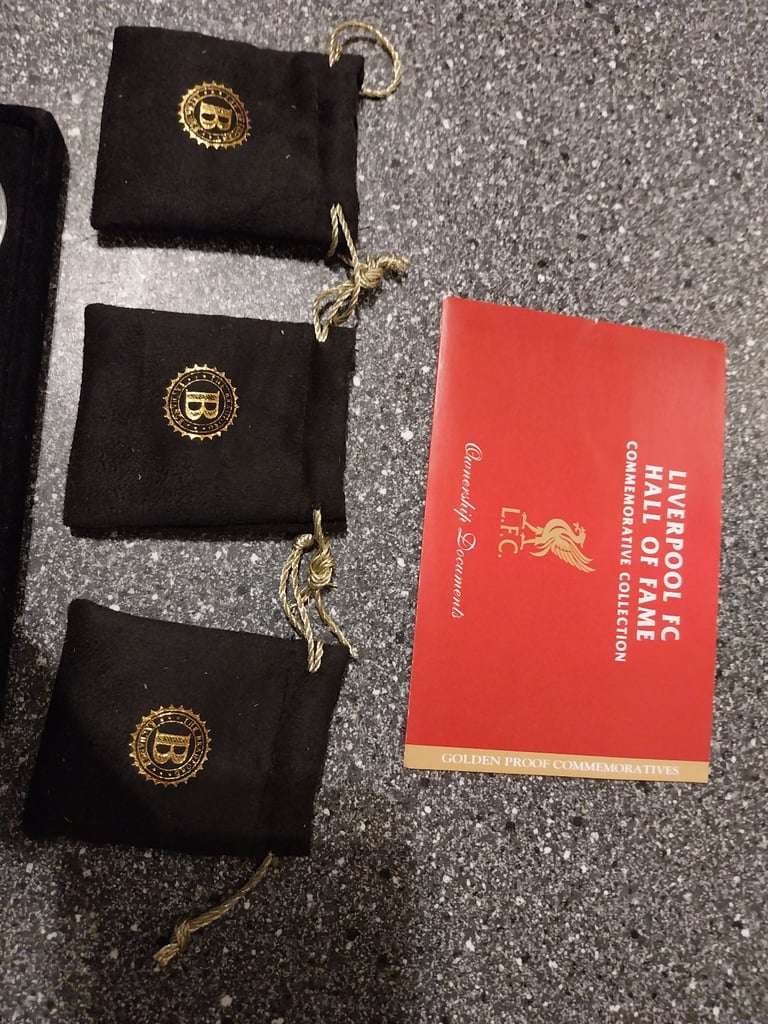 LIVERPOOL FC
HALL OF FAME
COMMEMORATIVE COLLECTION
L.F.C.
Ownership Documents
GOLDEN PROOF COMMEMORATIVES
B
B
B